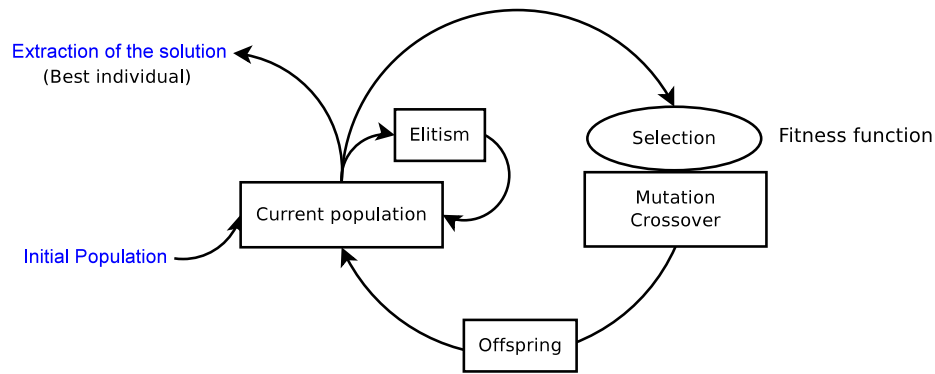 Extraction of the solution
(Best individual)
Elitism
Selection
Fitness function
Mutation
Crossover
Current population
Initial Population
Offspring